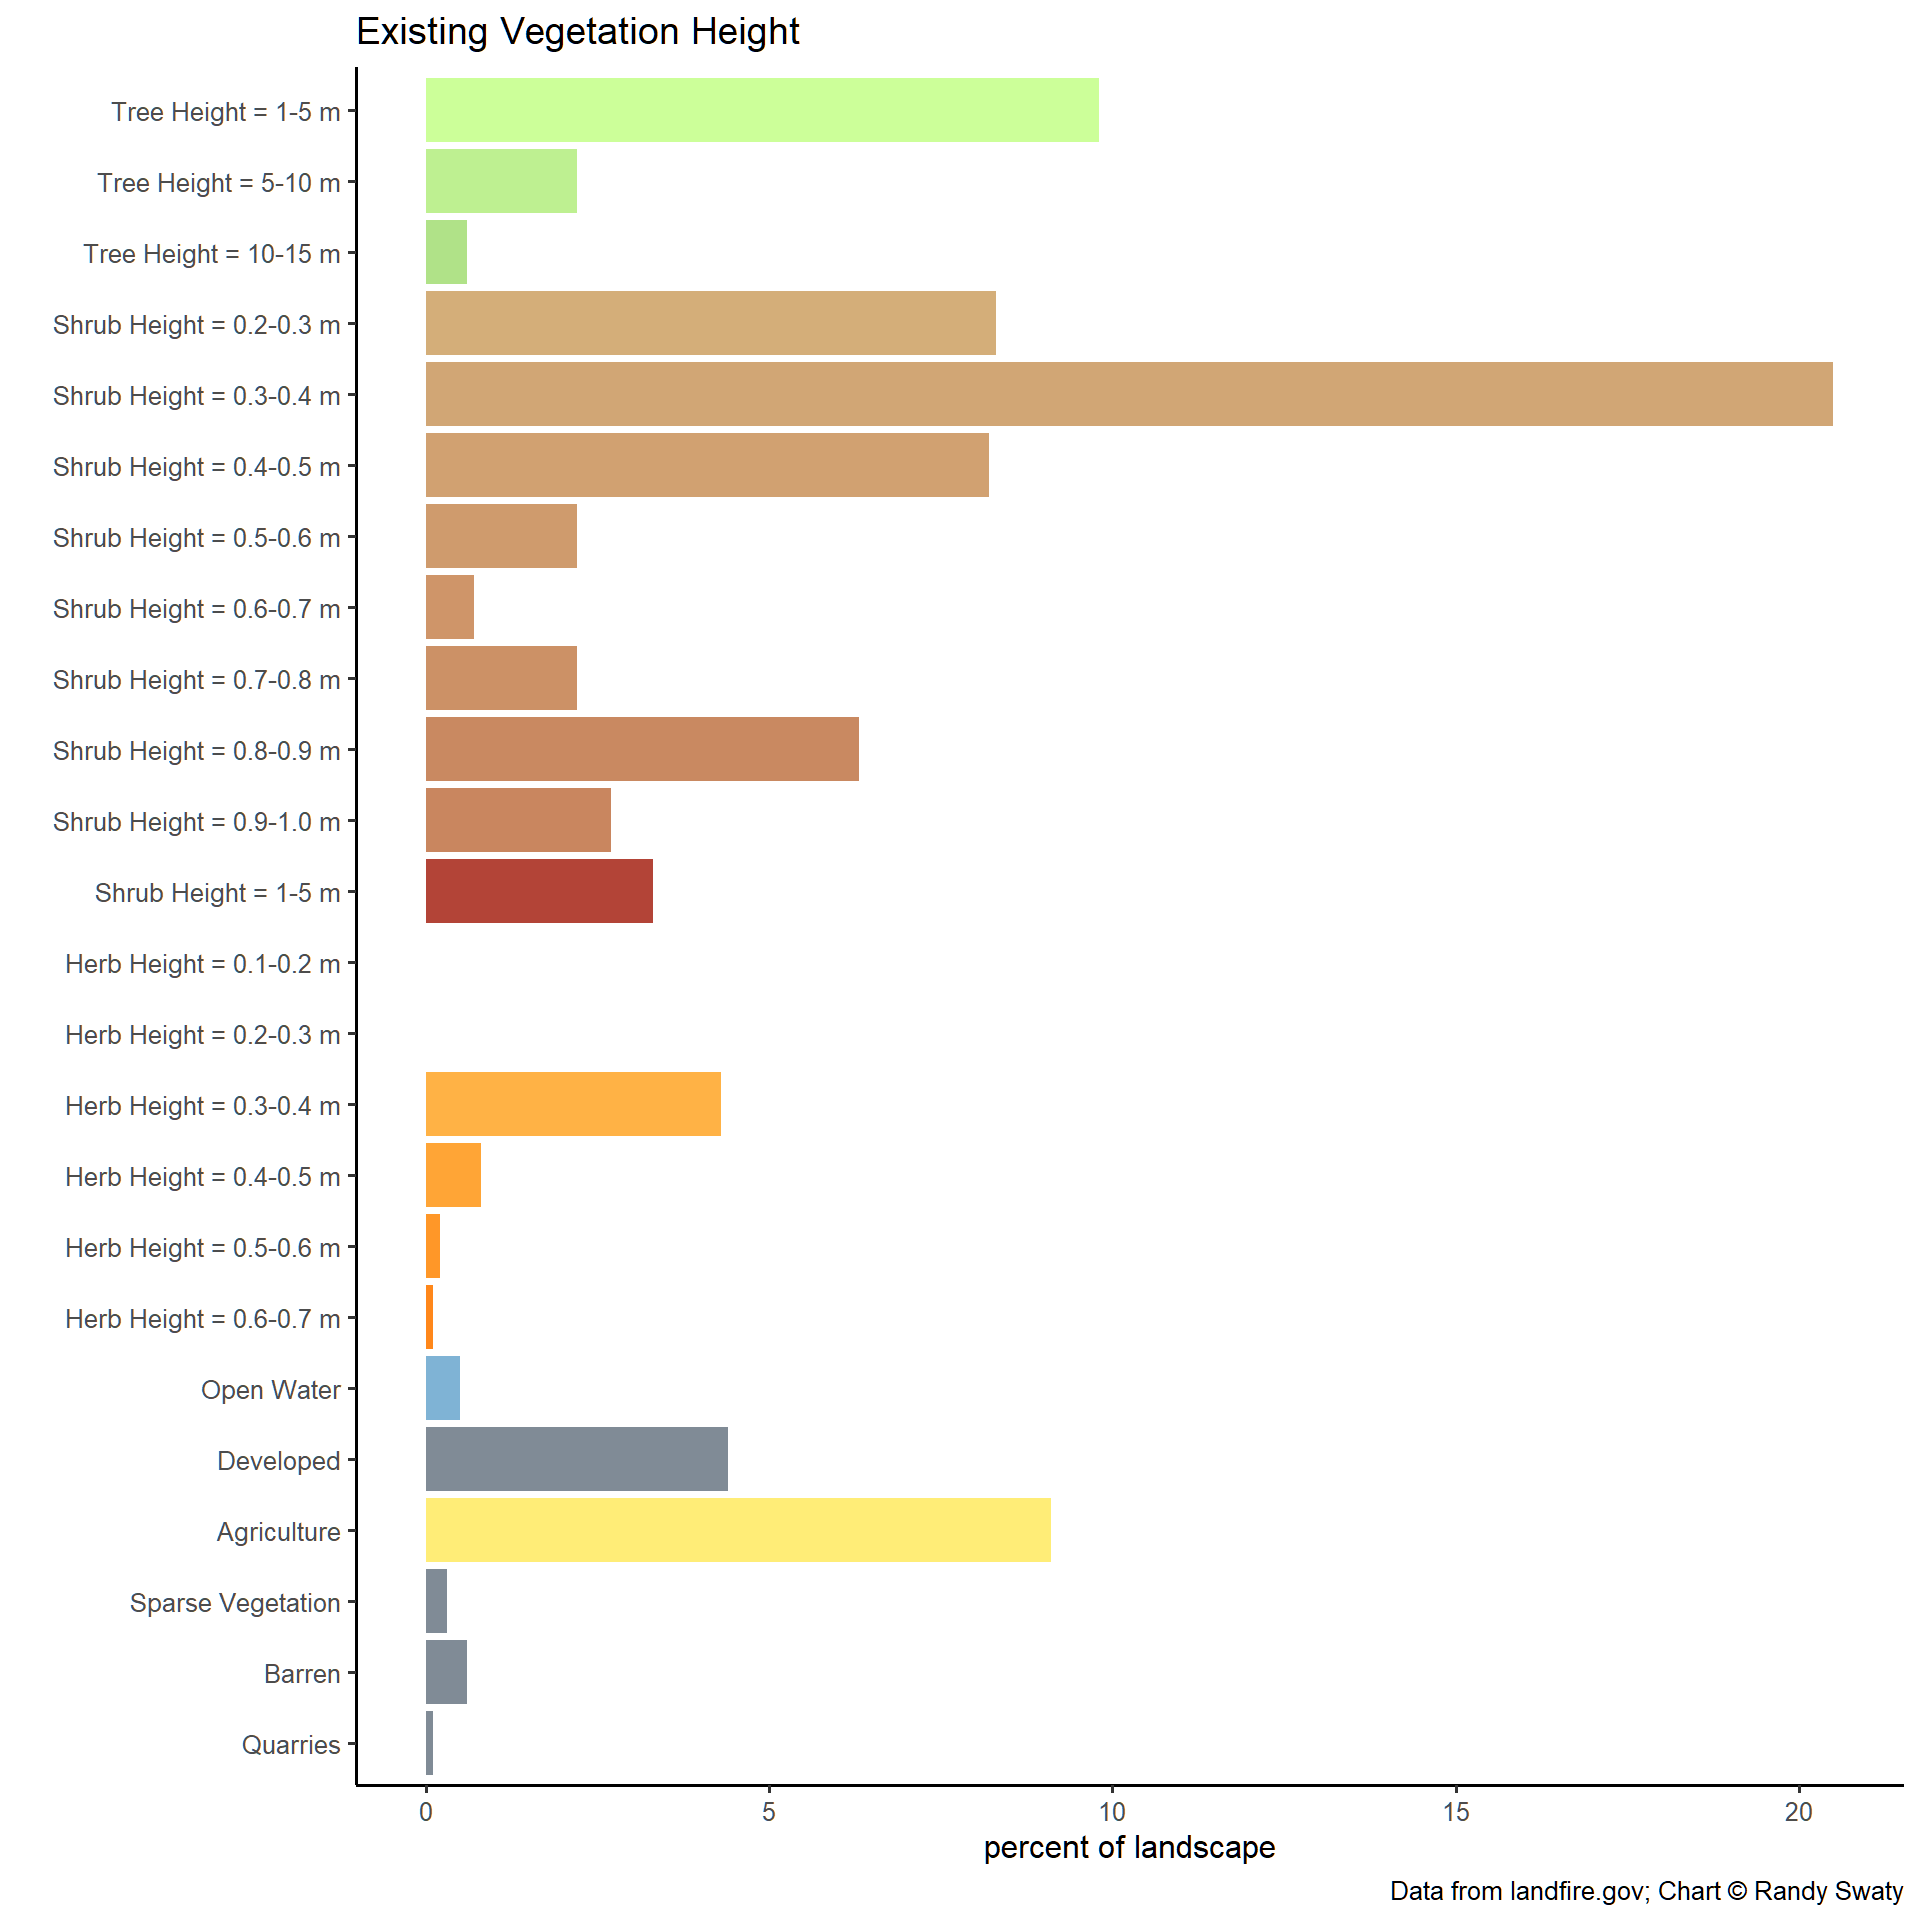 Existing Vegetation Height
Tree Height = 1-5 m
Tree Height = 5-10 m
Tree Height = 10-15 m
Shrub Height = 0.2-0.3 m
Shrub Height = 0.3-0.4 m
Shrub Height = 0.4-0.5 m
Shrub Height = 0.5-0.6 m
Shrub Height = 0.6-0.7 m
Shrub Height = 0.7-0.8 m
Shrub Height = 0.8-0.9 m
Shrub Height = 0.9-1.0 m
Shrub Height = 1-5 m
Herb Height = 0.1-0.2 m
Herb Height = 0.2-0.3 m
Herb Height = 0.3-0.4 m
Herb Height = 0.4-0.5 m
Herb Height = 0.5-0.6 m
Herb Height = 0.6-0.7 m
Open Water
Developed
Agriculture
Sparse Vegetation
Barren
Quarries
0 5 10 15 20
percent of landscape
Data from landfire.gov; Chart © Randy Swaty